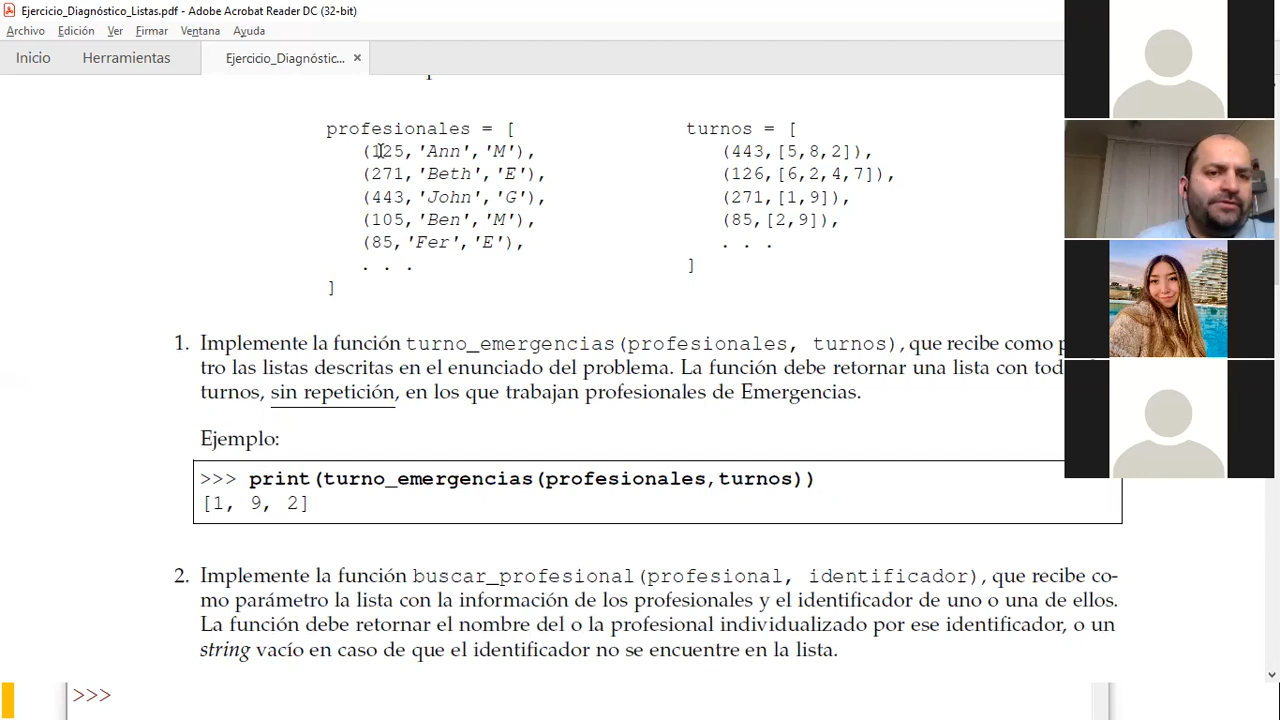 Ejercicio_Diagnóstico_Listas.pdf - Adobe Acrobat Reader DC (32-bit)
Archivo Edición Ver Firmar Ventana Ayuda
Inicio Herramientas Ejercicio_Diagnóstic... ×
profesionales = [
(125,'Ann','M'),
(271,'Beth','E'),
(443,'John','G'),
(105,'Ben','M'),
(85,'Fer','E'),
. . .
]
turnos = [
(443,[5,8,2]),
(126,[6,2,4,7]),
(271,[1,9]),
(85,[2,9]),
. . .
]
1. Implemente la función turno_emergencias(profesionales, turnos), que recibe como
tro las listas descritas en el enunciado del problema. La función debe retornar una lista con tod
turnos, sin repetición, en los que trabajan profesionales de Emergencias.
Ejemplo:
>>> print(turno_emergencias(profesionales,turnos))
[1, 9, 2]
2. Implemente la función buscar_profesional(profesional, identificador), que recibe co-
mo parámetro la lista con la información de los profesionales y el identificador de uno o una de ellos.
La función debe retornar el nombre del o la profesional individualizado por ese identificador, o un
string vacío en caso de que el identificador no se encuentre en la lista.
>>>